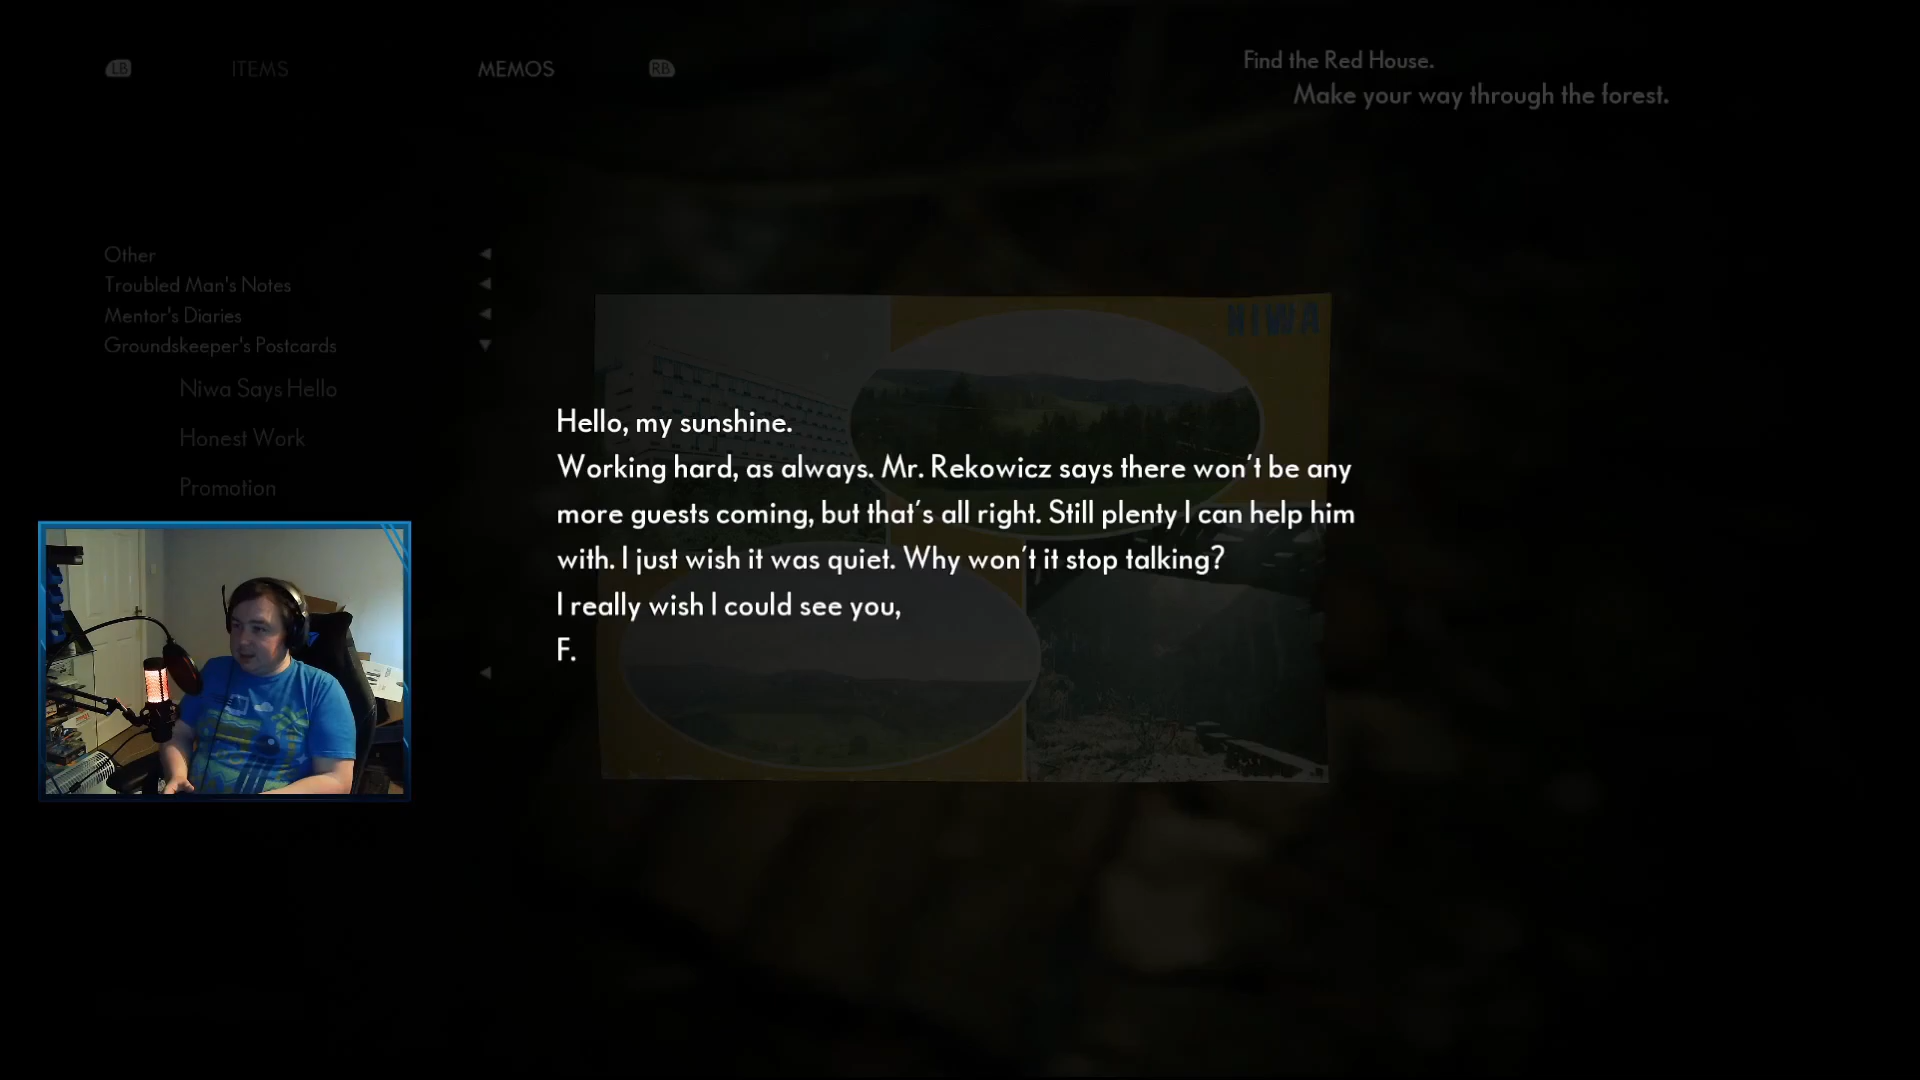 LB
ITEMS
MEMOS
RB
Find the Red House.
Make your way through the forest.
Other
Troubled Man's Notes
Mentor's Diaries
Groundskeeper's Postcards
Niwa Says Hello
Honest Work
Promotion
NIWA
Hello, my sunshine.
Working hard, as always. Mr. Rekowicz says there won't be any
more guests coming, but that's all right. Still plenty I can help him
with. I just wish it was quiet. Why won't it stop talking?
I really wish I could see you,
F.